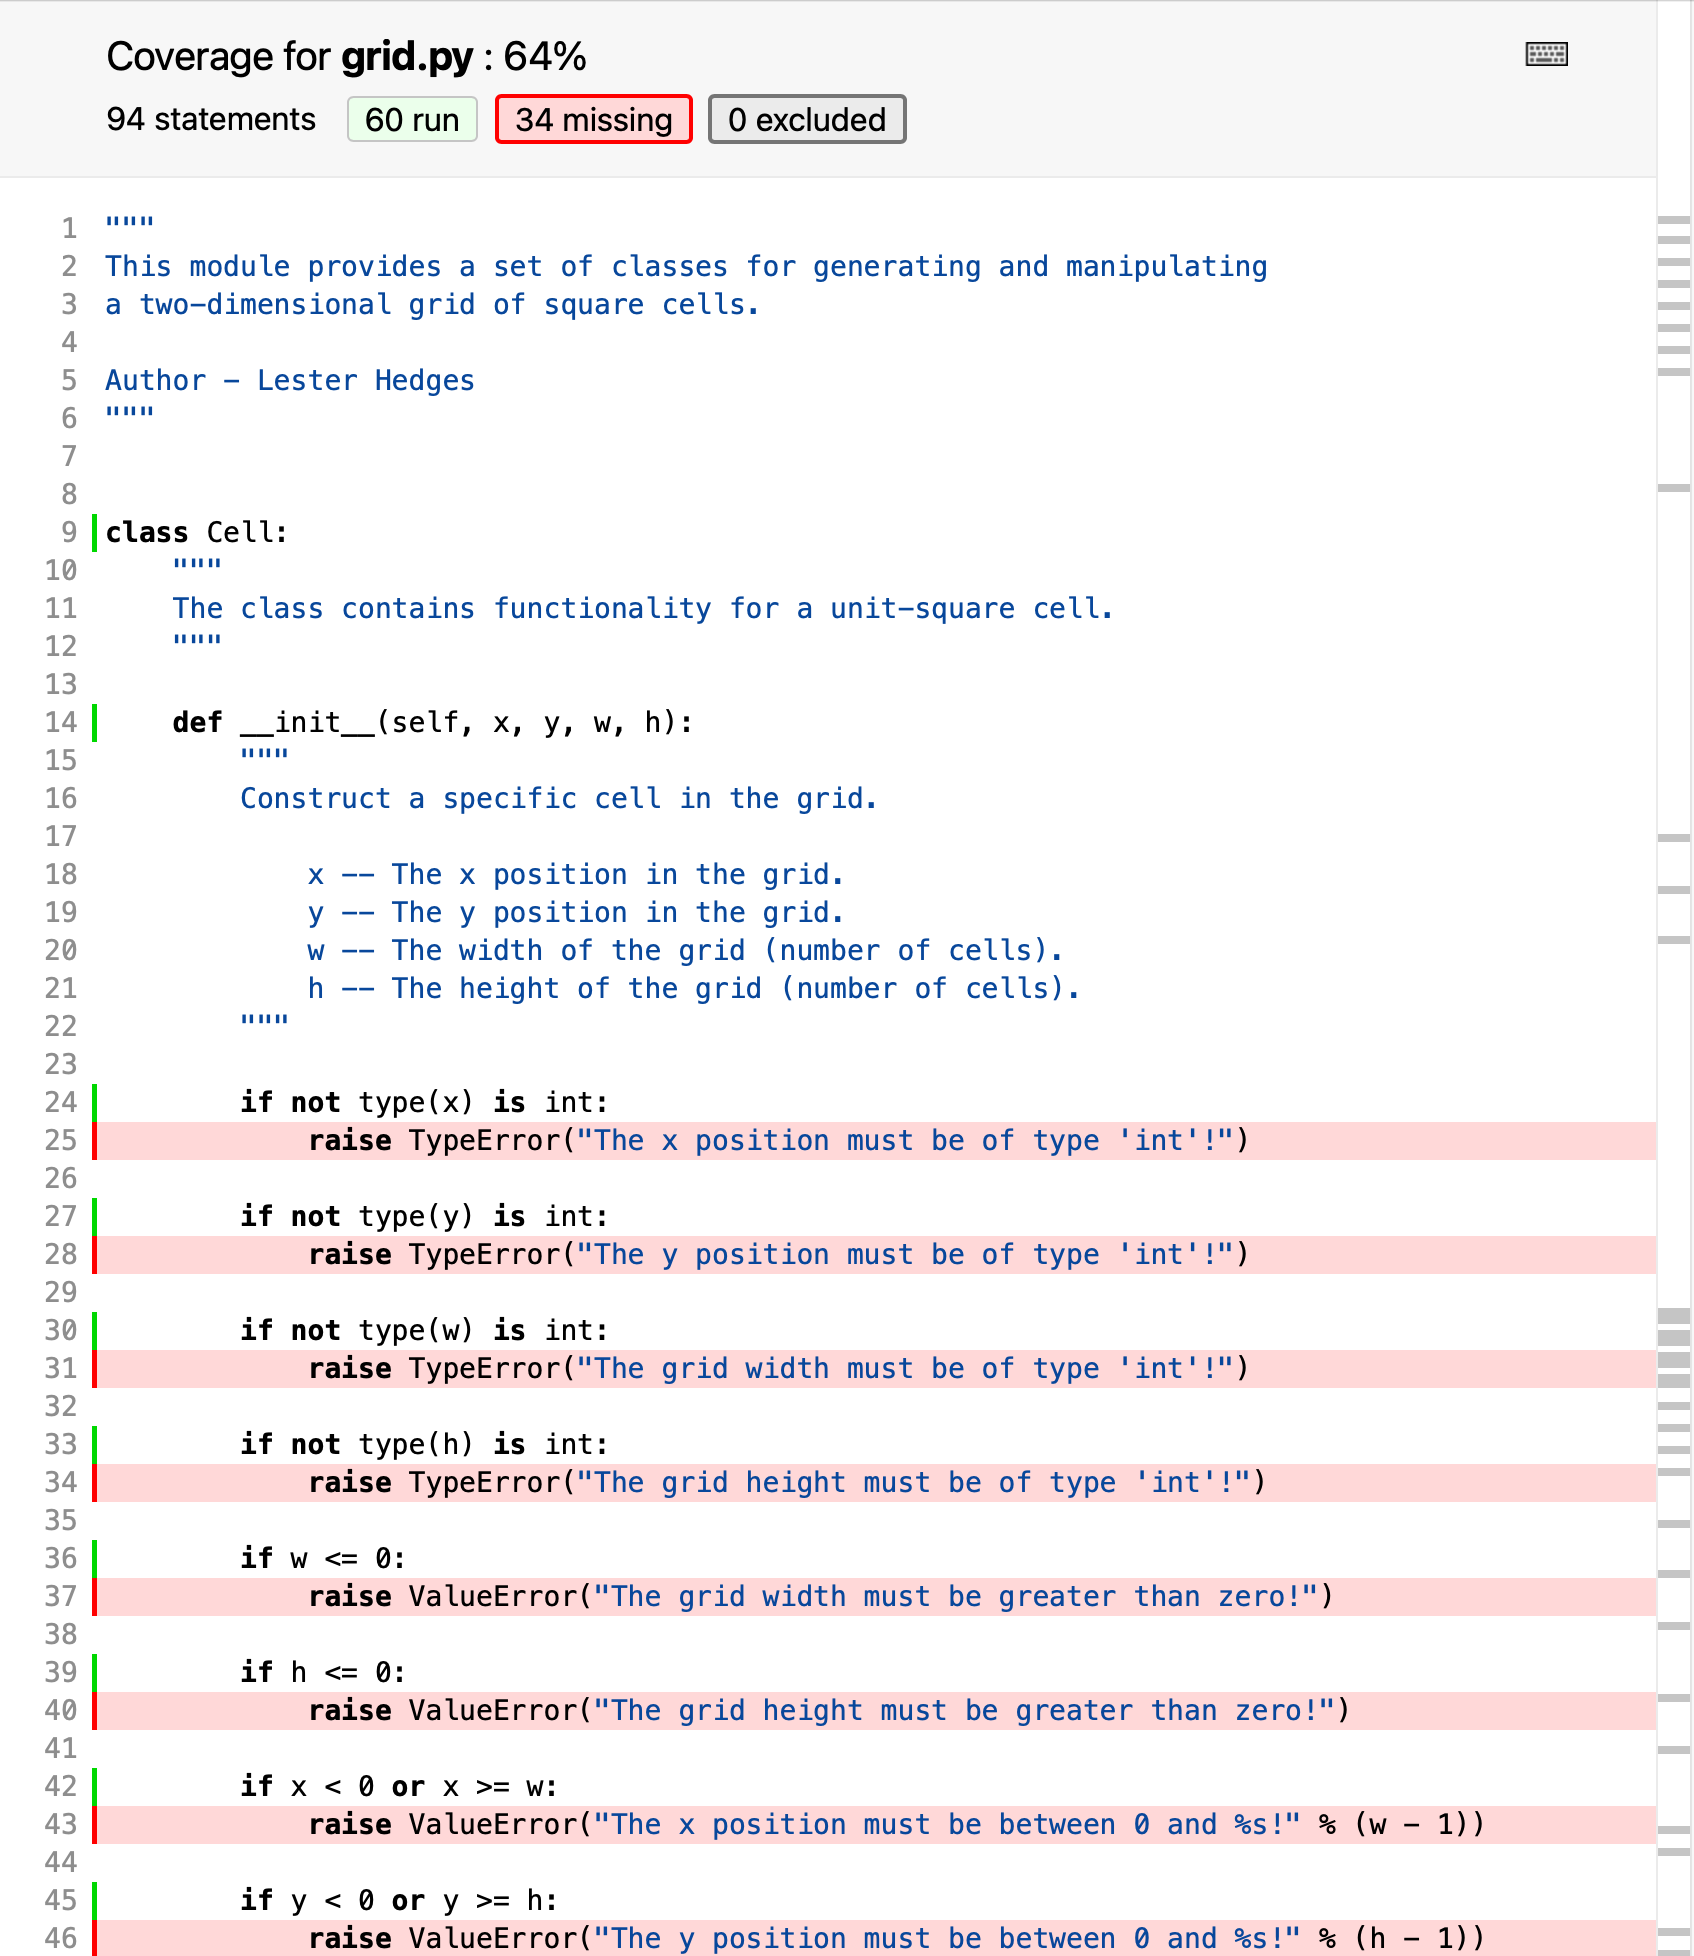 Coverage for grid.py : 64%
94 statements 60 run 34 missing 0 excluded
1 """
2 This module provides a set of classes for generating and manipulating
3 a two-dimensional grid of square cells.
4
5 Author - Lester Hedges
6 """
7
8
9 class Cell:
10     """
11     The class contains functionality for a unit-square cell.
12     """
13
14     def __init__(self, x, y, w, h):
15         """
16         Construct a specific cell in the grid.
17
18             x -- The x position in the grid.
19             y -- The y position in the grid.
20             w -- The width of the grid (number of cells).
21             h -- The height of the grid (number of cells).
22         """
23
24         if not type(x) is int:
25             raise TypeError("The x position must be of type 'int'!")
26
27         if not type(y) is int:
28             raise TypeError("The y position must be of type 'int'!")
29
30         if not type(w) is int:
31             raise TypeError("The grid width must be of type 'int'!")
32
33         if not type(h) is int:
34             raise TypeError("The grid height must be of type 'int'!")
35
36         if w <= 0:
37             raise ValueError("The grid width must be greater than zero!")
38
39         if h <= 0:
40             raise ValueError("The grid height must be greater than zero!")
41
42         if x < 0 or x >= w:
43             raise ValueError("The x position must be between 0 and %s!" % (w - 1))
44
45         if y < 0 or y >= h:
46             raise ValueError("The y position must be between 0 and %s!" % (h - 1))